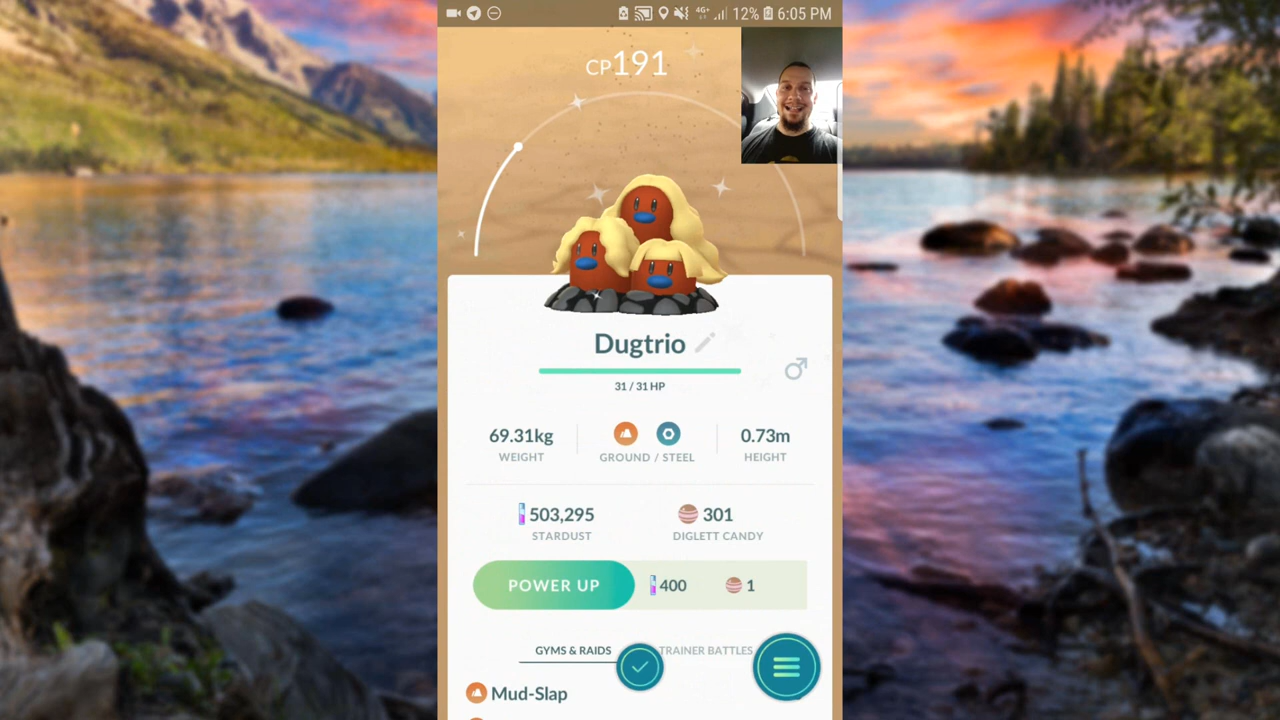 4G+ 12% 6:05 PM
CP191
Dugtrio
31 / 31 HP
69.31kg
WEIGHT
GROUND / STEEL
0.73m
HEIGHT
503,295
STARDUST
301
DIGLETT CANDY
POWER UP
400
1
GYMS & RAIDS
TRAINER BATTLES
Mud-Slap